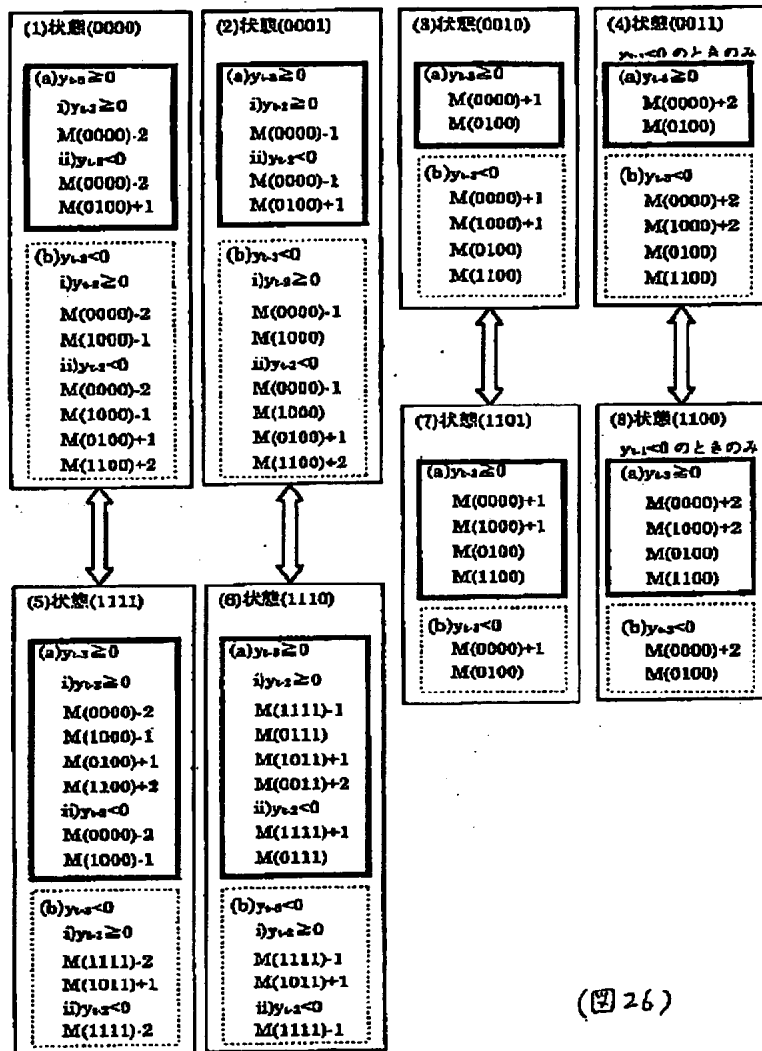 (1)状態(0000)
(a)yₜ₋₃≧0
i)yₜ₋₂≧0
M(0000)-2
ii)yₜ₋₂<0
M(0000)-2
M(0100)+1
(b)yₜ₋₃<0
i)yₜ₋₂≧0
M(0000)-2
M(1000)-1
ii)yₜ₋₂<0
M(0000)-2
M(1000)-1
M(0100)+1
M(1100)+2
(2)状態(0001)
(a)yₜ₋₃≧0
i)yₜ₋₂≧0
M(0000)-1
ii)yₜ₋₂<0
M(0000)-1
M(0100)+1
(b)yₜ₋₃<0
i)yₜ₋₂≧0
M(0000)-1
M(1000)
ii)yₜ₋₂<0
M(0000)-1
M(1000)
M(0100)+1
M(1100)+2
(3)状態(0010)
(a)yₜ₋₃≧0
M(0000)+1
M(0100)
(b)yₜ₋₃<0
M(0000)+1
M(1000)+1
M(0100)
M(1100)
(4)状態(0011)
yₜ₋₁<0 のときのみ
(a)yₜ₋₃≧0
M(0000)+2
M(0100)
(b)yₜ₋₃<0
M(0000)+2
M(1000)+2
M(0100)
M(1100)
(5)状態(1111)
(a)yₜ₋₃≧0
i)yₜ₋₂≧0
M(0000)-2
M(1000)-1
M(0100)+1
M(1100)+2
ii)yₜ₋₂<0
M(0000)-2
M(1000)-1
(b)yₜ₋₃<0
i)yₜ₋₂≧0
M(1111)-2
M(1011)+1
ii)yₜ₋₂<0
M(1111)-2
(6)状態(1110)
(a)yₜ₋₃≧0
i)yₜ₋₂≧0
M(1111)-1
M(0111)
M(1011)+1
M(0011)+2
ii)yₜ₋₂<0
M(1111)+1
M(0111)
(b)yₜ₋₃<0
i)yₜ₋₂≧0
M(1111)-1
M(1011)+1
ii)yₜ₋₂<0
M(1111)-1
(7)状態(1101)
(a)yₜ₋₃≧0
M(0000)+1
M(1000)+1
M(0100)
M(1100)
(b)yₜ₋₃<0
M(0000)+1
M(0100)
(8)状態(1100)
yₜ₋₁<0 のときのみ
(a)yₜ₋₃≧0
M(0000)+2
M(1000)+2
M(0100)
M(1100)
(b)yₜ₋₃<0
M(0000)+2
M(0100)
(図26)